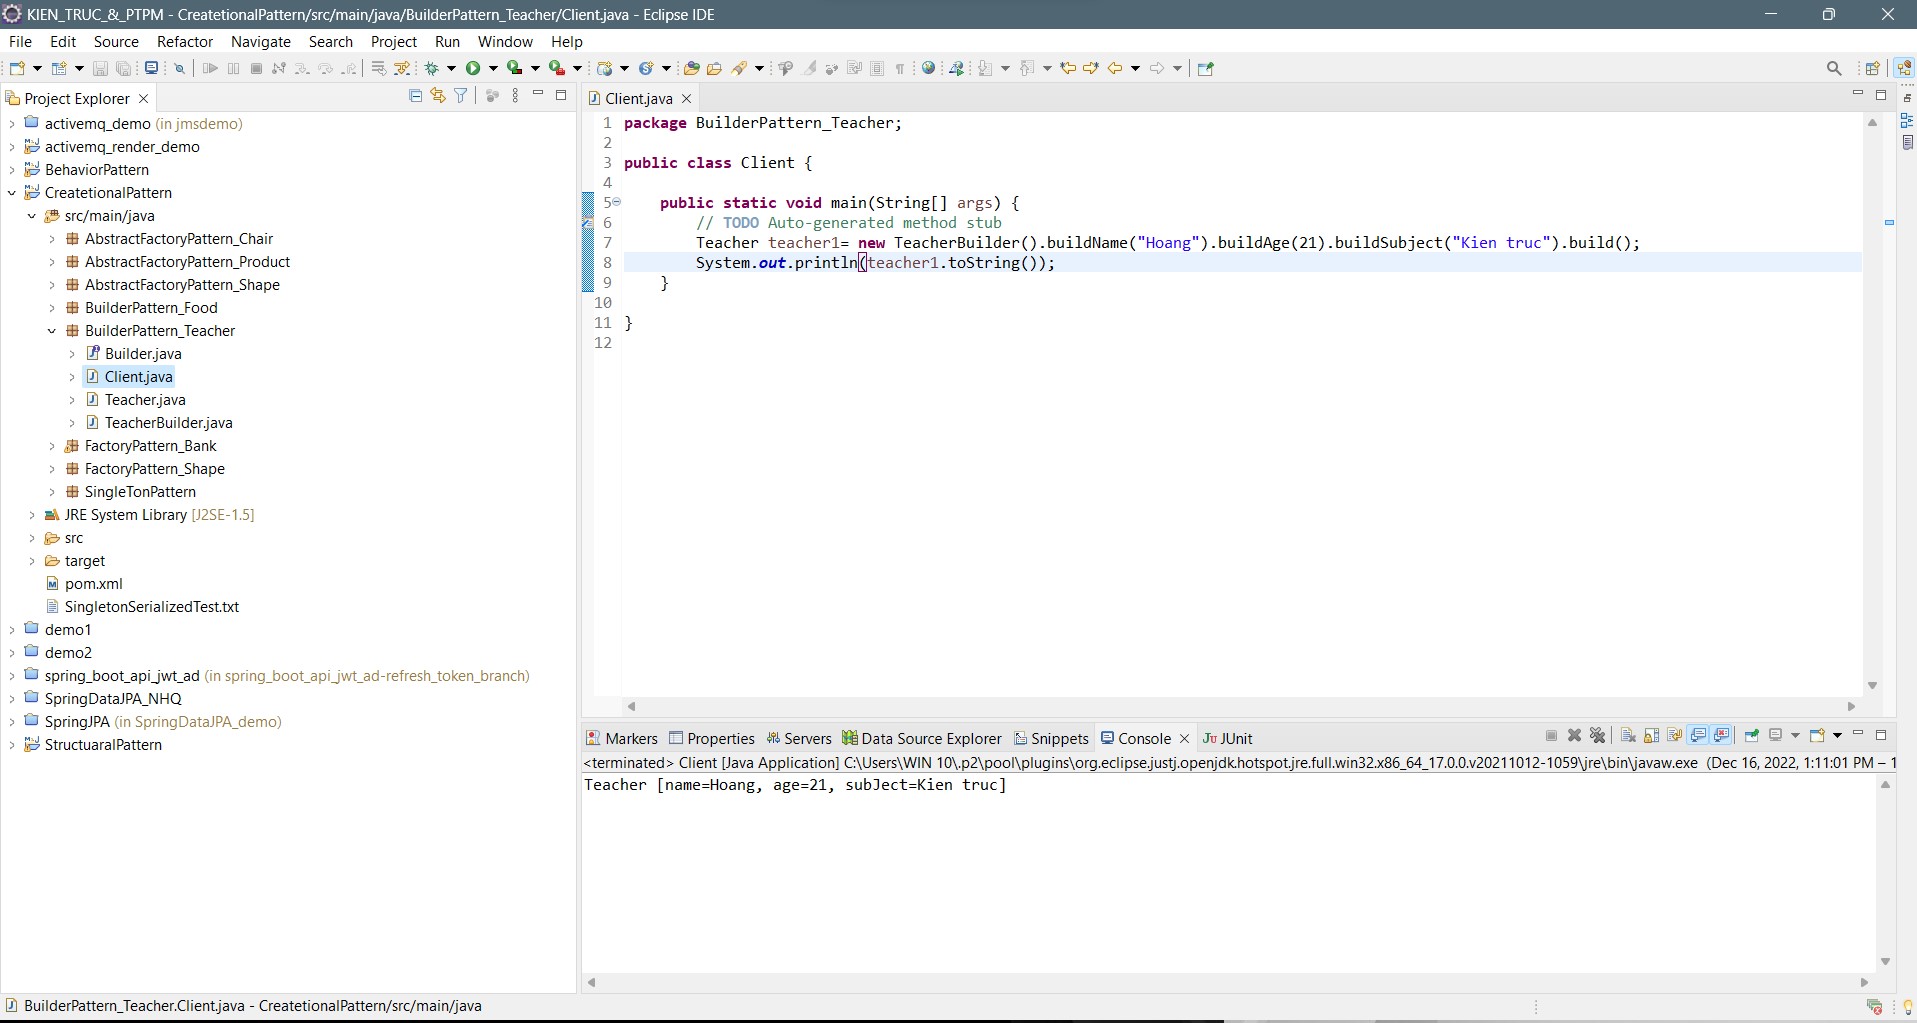 KIEN_TRUC_&_PTPM - CreatetionalPattern/src/main/java/BuilderPattern_Teacher/Client.java - Eclipse IDE
File Edit Source Refactor Navigate Search Project Run Window Help
Project Explorer
activemq_demo (in jmsdemo)
activemq_render_demo
BehaviorPattern
CreatetionalPattern
src/main/java
AbstractFactoryPattern_Chair
AbstractFactoryPattern_Product
AbstractFactoryPattern_Shape
BuilderPattern_Food
BuilderPattern_Teacher
Builder.java
Client.java
Teacher.java
TeacherBuilder.java
FactoryPattern_Bank
FactoryPattern_Shape
SingleTonPattern
JRE System Library [J2SE-1.5]
src
target
pom.xml
SingletonSerializedTest.txt
demo1
demo2
spring_boot_api_jwt_ad (in spring_boot_api_jwt_ad-refresh_token_branch)
SpringDataJPA_NHQ
SpringJPA (in SpringDataJPA_demo)
StructuaralPattern
Client.java
1 package BuilderPattern_Teacher;
2
3 public class Client {
4
5 public static void main(String[] args) {
6 // TODO Auto-generated method stub
7 Teacher teacher1= new TeacherBuilder().buildName("Hoang").buildAge(21).buildSubject("Kien truc").build();
8 System.out.println(teacher1.toString());
9 }
10
11 }
12
Markers Properties Servers Data Source Explorer Snippets Console JUnit
<terminated> Client [Java Application] C:\Users\WIN 10\.p2\pool\plugins\org.eclipse.justj.openjdk.hotspot.jre.full.win32.x86_64_17.0.0.v20211012-1059\jre\bin\javaw.exe (Dec 16, 2022, 1:11:01 PM – 1
Teacher [name=Hoang, age=21, subJect=Kien truc]
BuilderPattern_Teacher.Client.java - CreatetionalPattern/src/main/java